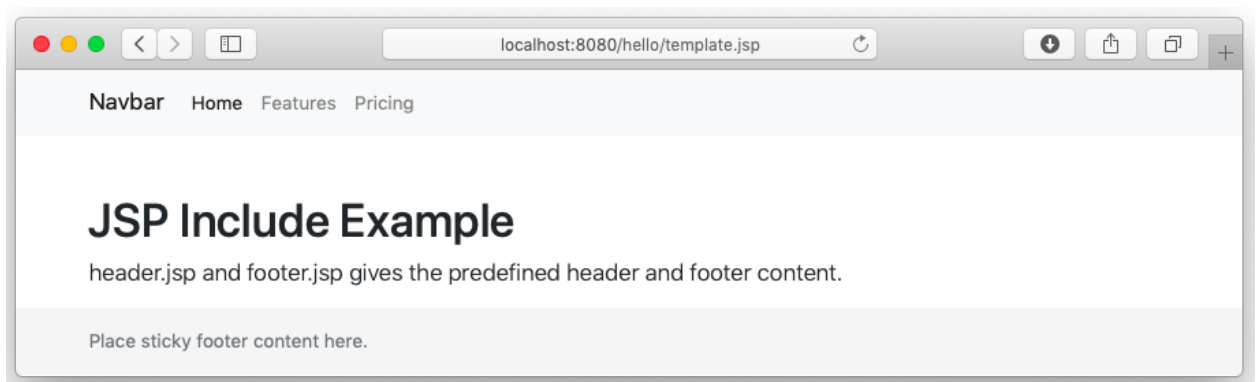 localhost:8080/hello/template.jsp
Navbar Home Features Pricing
JSP Include Example
header.jsp and footer.jsp gives the predefined header and footer content.
Place sticky footer content here.